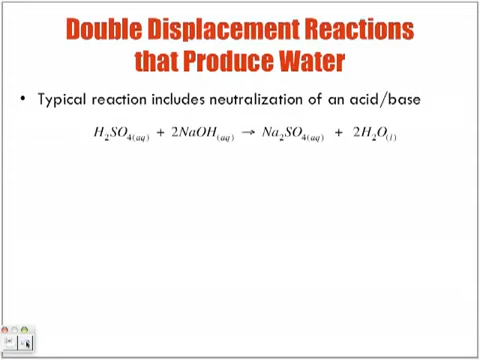 Double Displacement Reactions
that Produce Water
• Typical reaction includes neutralization of an acid/base
H₂SO₄₍aq₎ + 2NaOH₍aq₎ → Na₂SO₄₍aq₎ + 2H₂O₍l₎